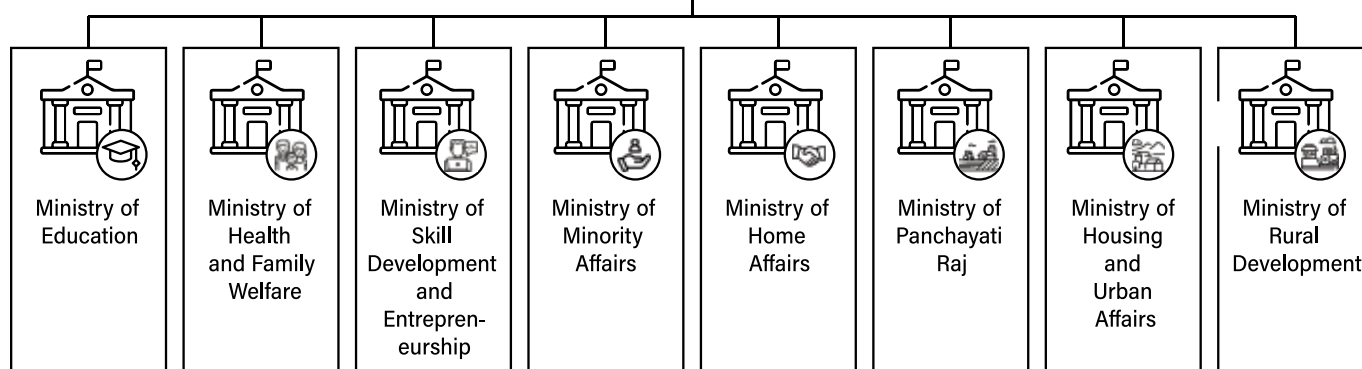 Ministry of
Education
Ministry of
Health
and Family
Welfare
Ministry of
Skill
Development
and
Entrepren-
eurship
Ministry of
Minority
Affairs
Ministry of
Home
Affairs
Ministry of
Panchayati
Raj
Ministry of
Housing
and
Urban
Affairs
Ministry of
Rural
Development